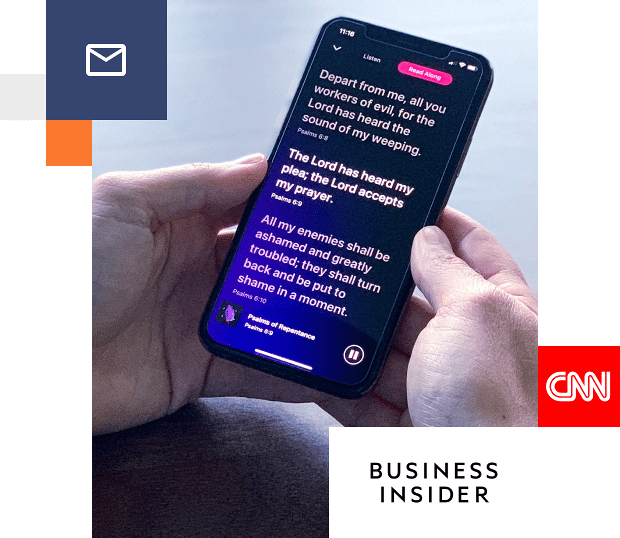 11:16
Listen
Read Along
Depart from me, all you
workers of evil, for the
Lord has heard the
sound of my weeping.
Psalms 6:8
The Lord has heard my
plea; the Lord accepts
my prayer.
Psalms 6:9
All my enemies shall be
ashamed and greatly
troubled; they shall turn
back and be put to
shame in a moment.
Psalms 6:10
Psalms of Repentance
Psalms 6:9
CNN
BUSINESS
INSIDER